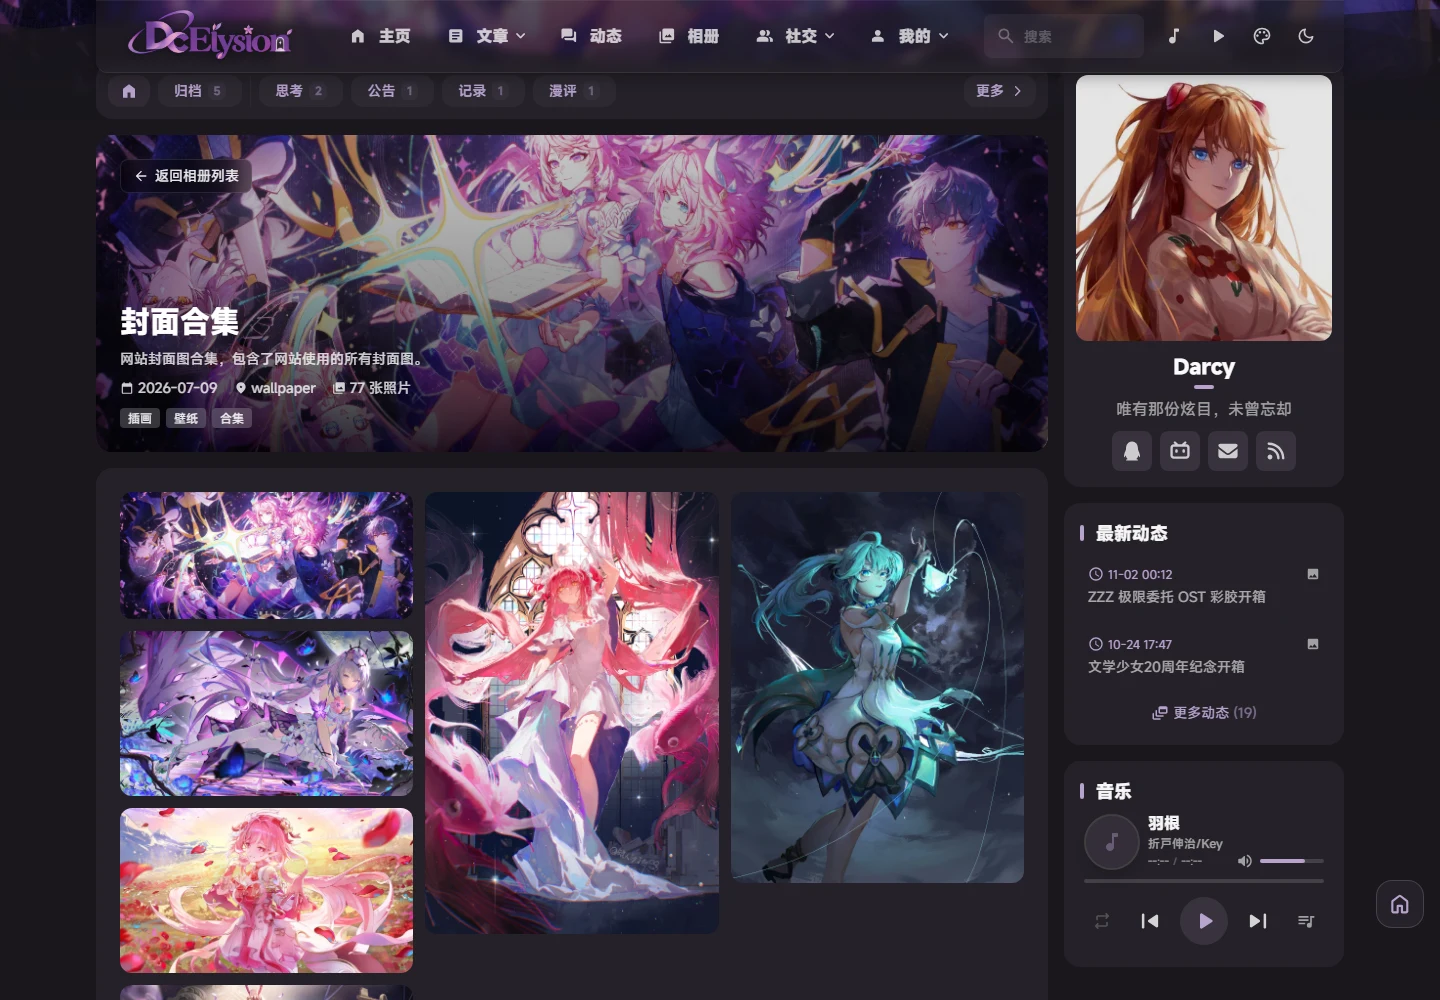 DcElysion
主页
文章
动态
相册
社交
我的
搜索
归档 5
思考 2
公告 1
记录 1
漫评 1
更多
返回相册列表
封面合集
网站封面图合集，包含了网站使用的所有封面图。
2026-07-09 wallpaper 77 张照片
插画 壁纸 合集
Darcy
唯有那份炫目，未曾忘却
最新动态
11-02 00:12
ZZZ 极限委托 OST 彩胶开箱
10-24 17:47
文学少女20周年纪念开箱
更多动态 (19)
音乐
羽根
折戸伸治/Key
--:-- / --:--